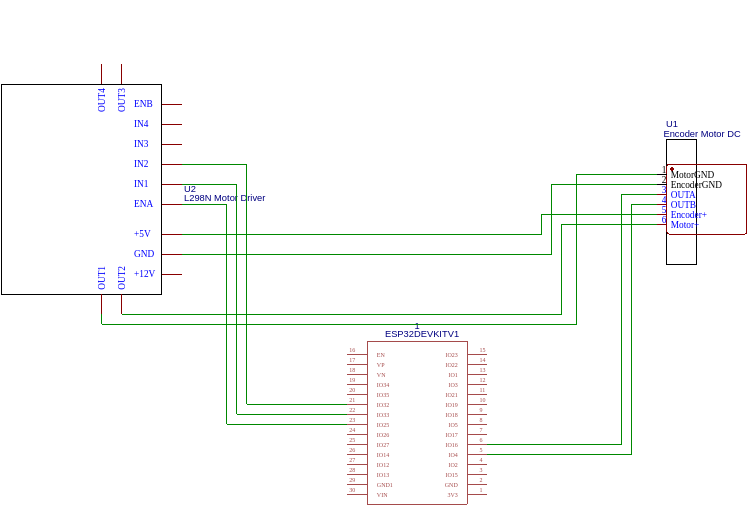 OUT4
OUT3
ENB
IN4
IN3
IN2
IN1
ENA
+5V
GND
+12V
OUT1
OUT2
U2
L298N Motor Driver
U1
Encoder Motor DC
1 MotorGND
2 EncoderGND
3 OUTA
4 OUTB
5 Encoder+
6 Motor+
1
ESP32DEVKITV1
16 EN IO23 15
17 VP IO22 14
18 VN IO1 13
19 IO34 IO3 12
20 IO35 IO21 11
21 IO32 IO19 10
22 IO33 IO18 9
23 IO25 IO5 8
24 IO26 IO17 7
25 IO27 IO16 6
26 IO14 IO4 5
27 IO12 IO2 4
28 IO13 IO15 3
29 GND1 GND 2
30 VIN 3V3 1